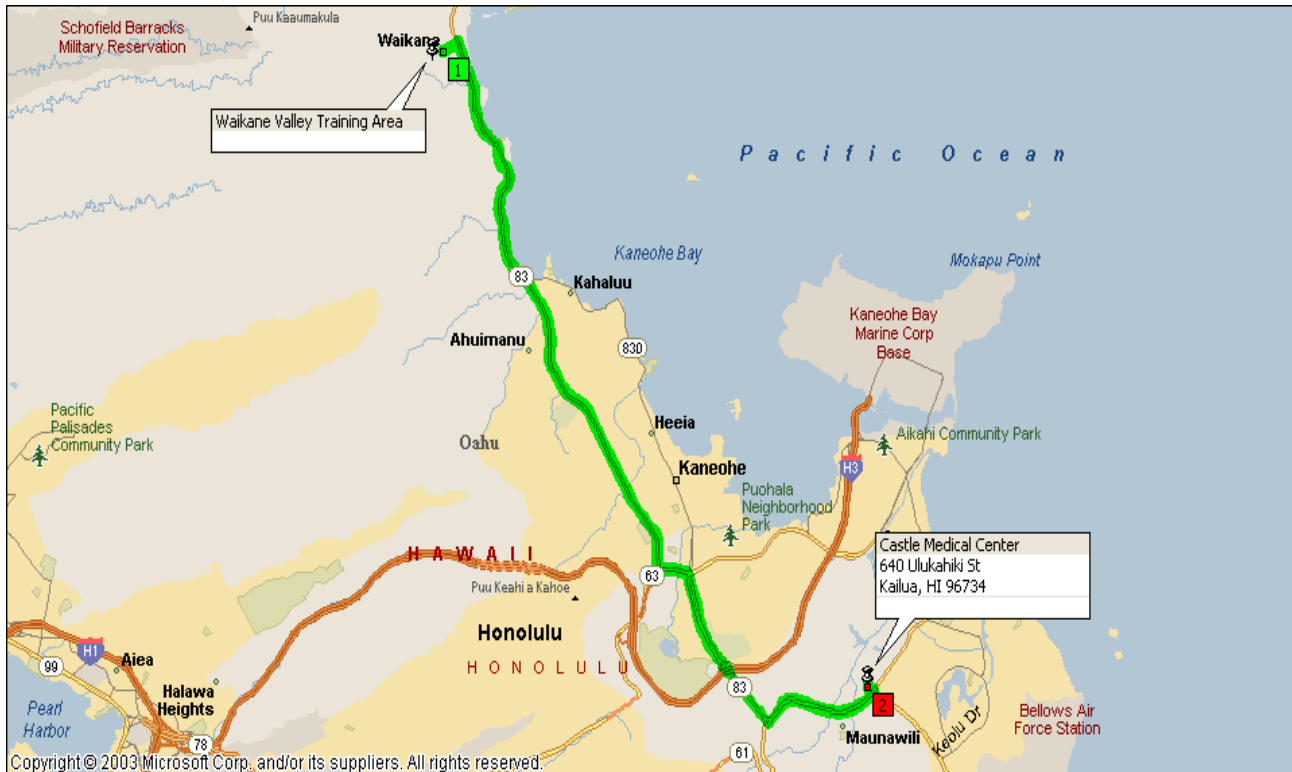 Schofield Barracks
Military Reservation
Puu Kaaumakula
Waikane
1
Waikane Valley Training Area
Pacific Ocean
Kaneohe Bay
Mokapu Point
83
Kahaluu
Kaneohe Bay
Marine Corp
Base
Ahuimanu
830
Pacific
Palisades
Community Park
Oahu
Heeia
Aikahi Community Park
Kaneohe
H3
Puohala
Neighborhood
Park
HAWAII
Castle Medical Center
640 Ulukahiki St
Kailua, HI 96734
63
Puu Keahi a Kahoe
Honolulu
HONOLULU
H1
99
Aiea
Halawa
Heights
83
2
Pearl
Harbor
78
61
Maunawili
Keolu Dr
Bellows Air
Force Station
Copyright © 2003 Microsoft Corp. and/or its suppliers. All rights reserved.